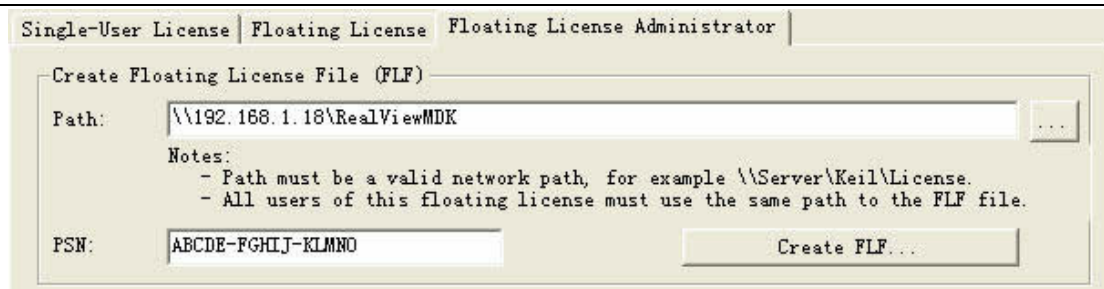 Single-User License Floating License Floating License Administrator
Create Floating License File (FLF)
Path: \\192.168.1.18\RealViewMDK ...
Notes:
- Path must be a valid network path, for example \\Server\Keil\License.
- All users of this floating license must use the same path to the FLF file.
PSN: ABCDE-FGHIJ-KLMNO Create FLF...